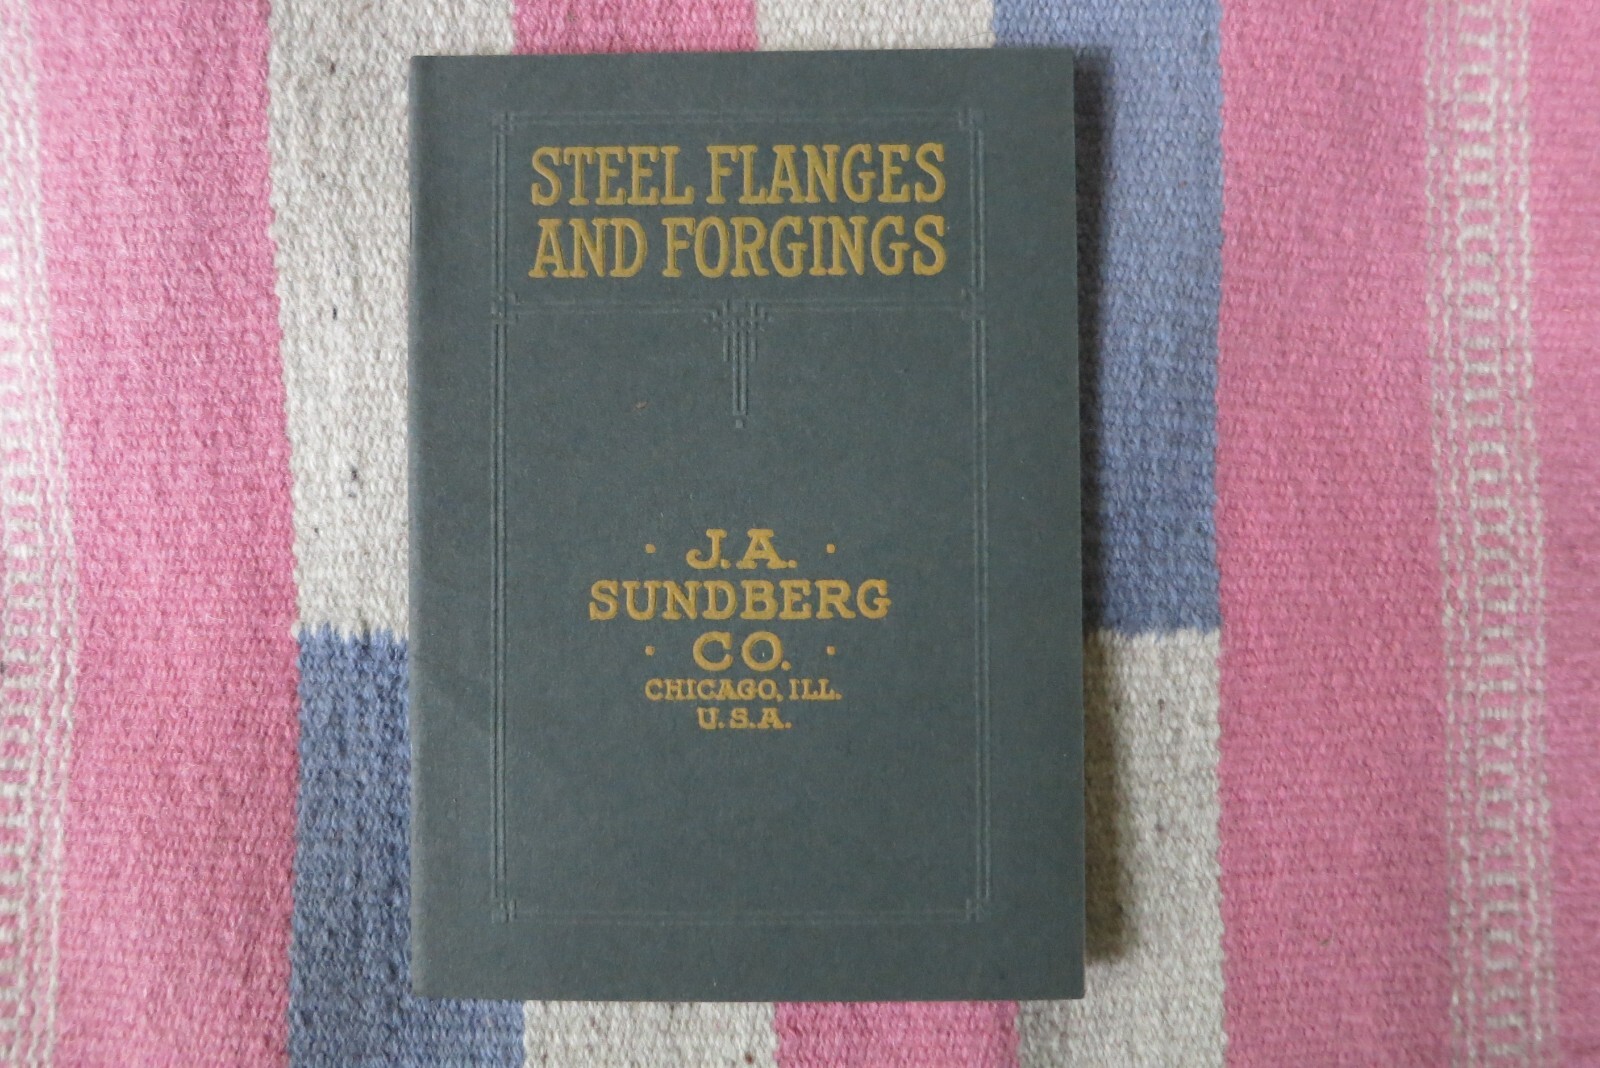 STEEL FLANGES
AND FORGINGS
· J.A. ·
SUNDBERG
· CO. ·
CHICAGO, ILL.
U.S.A.